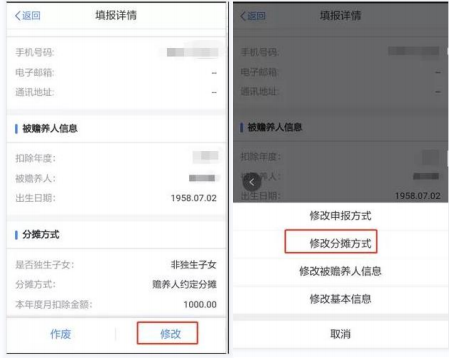 返回
填报详情
手机号码:
电子邮箱:
--
通讯地址:
--
被赡养人信息
扣除年度:
被赡养人:
出生日期:
1958.07.02
分摊方式
是否独生子女:
非独生子女
分摊方式:
赡养人约定分摊
本年度月扣除金额:
1000.00
作废
修改
返回
填报详情
手机号码:
电子邮箱:
--
通讯地址:
--
被赡养人信息
扣除年度:
养人:
出生日期:
1958.07.02
修改申报方式
修改分摊方式
修改被赡养人信息
修改基本信息
取消